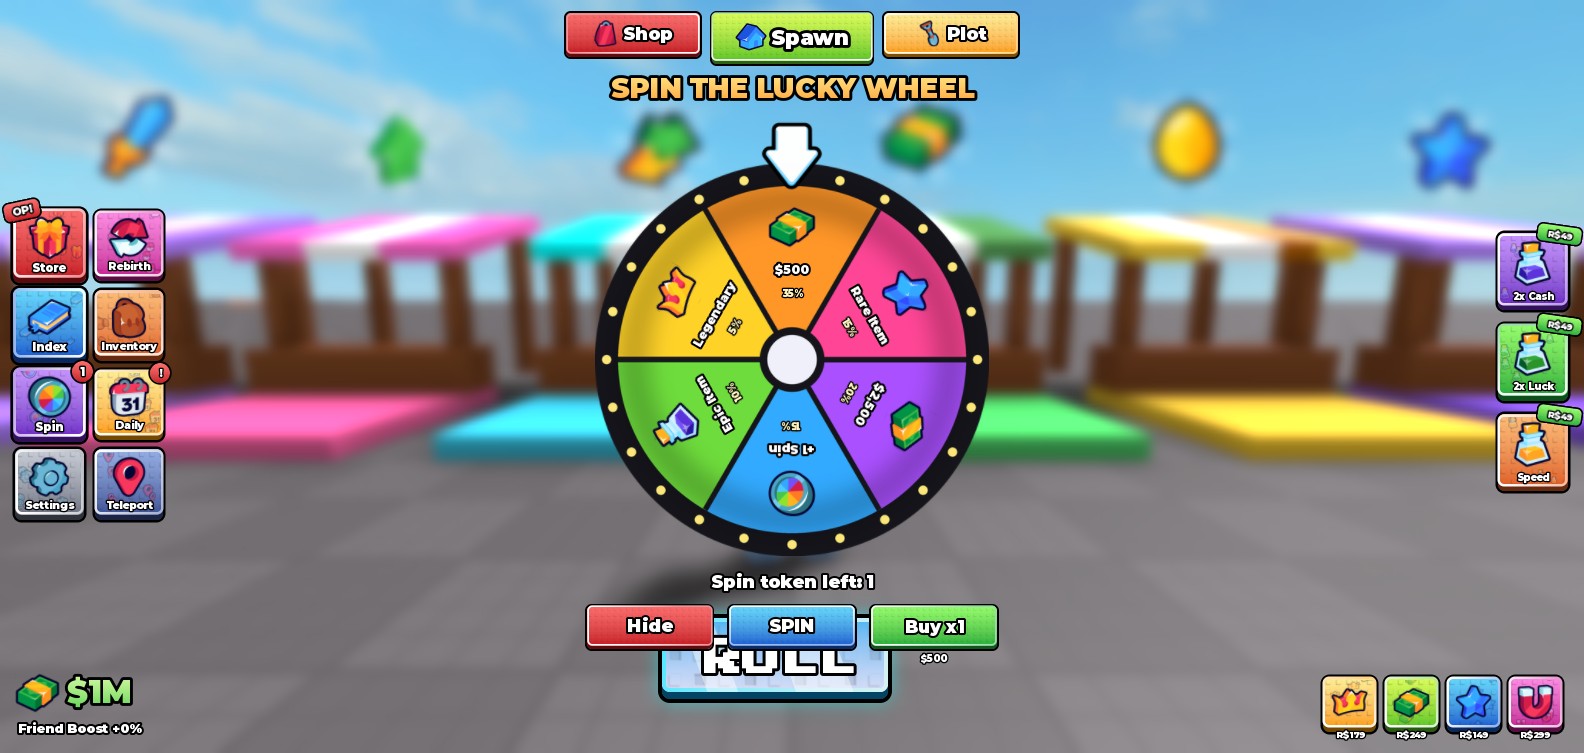 Shop
Spawn
Plot
SPIN THE LUCKY WHEEL
OP!
Store
Rebirth
Index
Inventory
1
Spin
!
31
Daily
Settings
Teleport
$500
35%
Rare Item
15%
$2,500
20%
+1 Spin
15%
Epic Item
10%
Legendary
5%
R$49
2x Cash
R$49
2x Luck
R$49
Speed
Spin token left: 1
Hide
SPIN
Buy x1
$500
ROLL
$1M
Friend Boost +0%
R$179
R$249
R$149
R$299